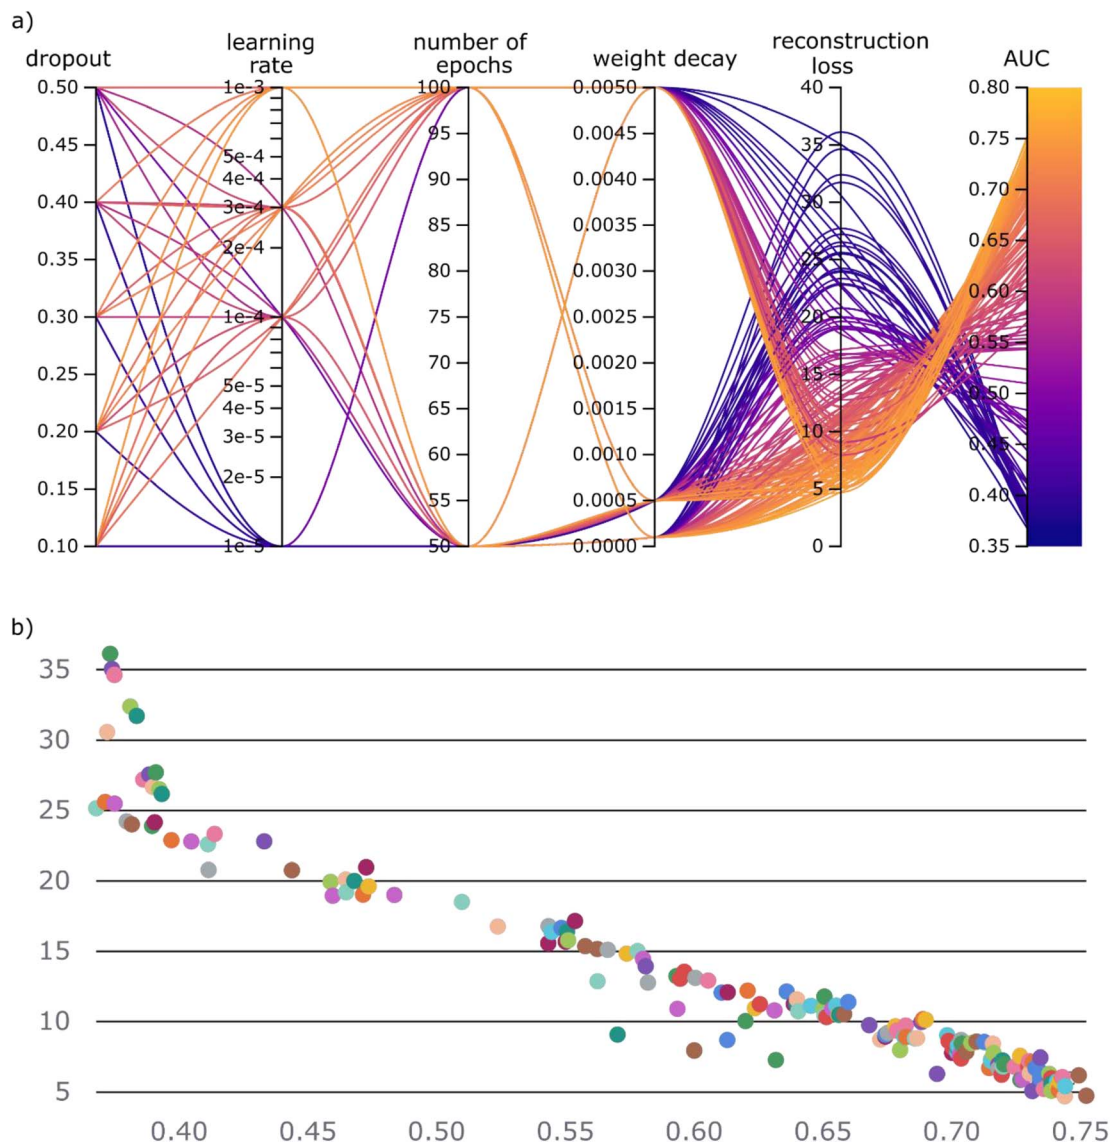 a)
dropout
learning
rate
number of
epochs
weight decay
reconstruction
loss
AUC
0.50
0.45
0.40
0.35
0.30
0.25
0.20
0.15
0.10
1e-3
5e-4
4e-4
3e-4
2e-4
1e-4
5e-5
4e-5
3e-5
2e-5
1e-5
100
95
90
85
80
75
70
65
60
55
50
0.0050
0.0045
0.0040
0.0035
0.0030
0.0025
0.0020
0.0015
0.0010
0.0005
0.0000
40
35
30
25
20
15
10
5
0
0.80
0.75
0.70
0.65
0.60
0.55
0.50
0.45
0.40
0.35
b)
35
30
25
20
15
10
5
0.40 0.45 0.50 0.55 0.60 0.65 0.70 0.75